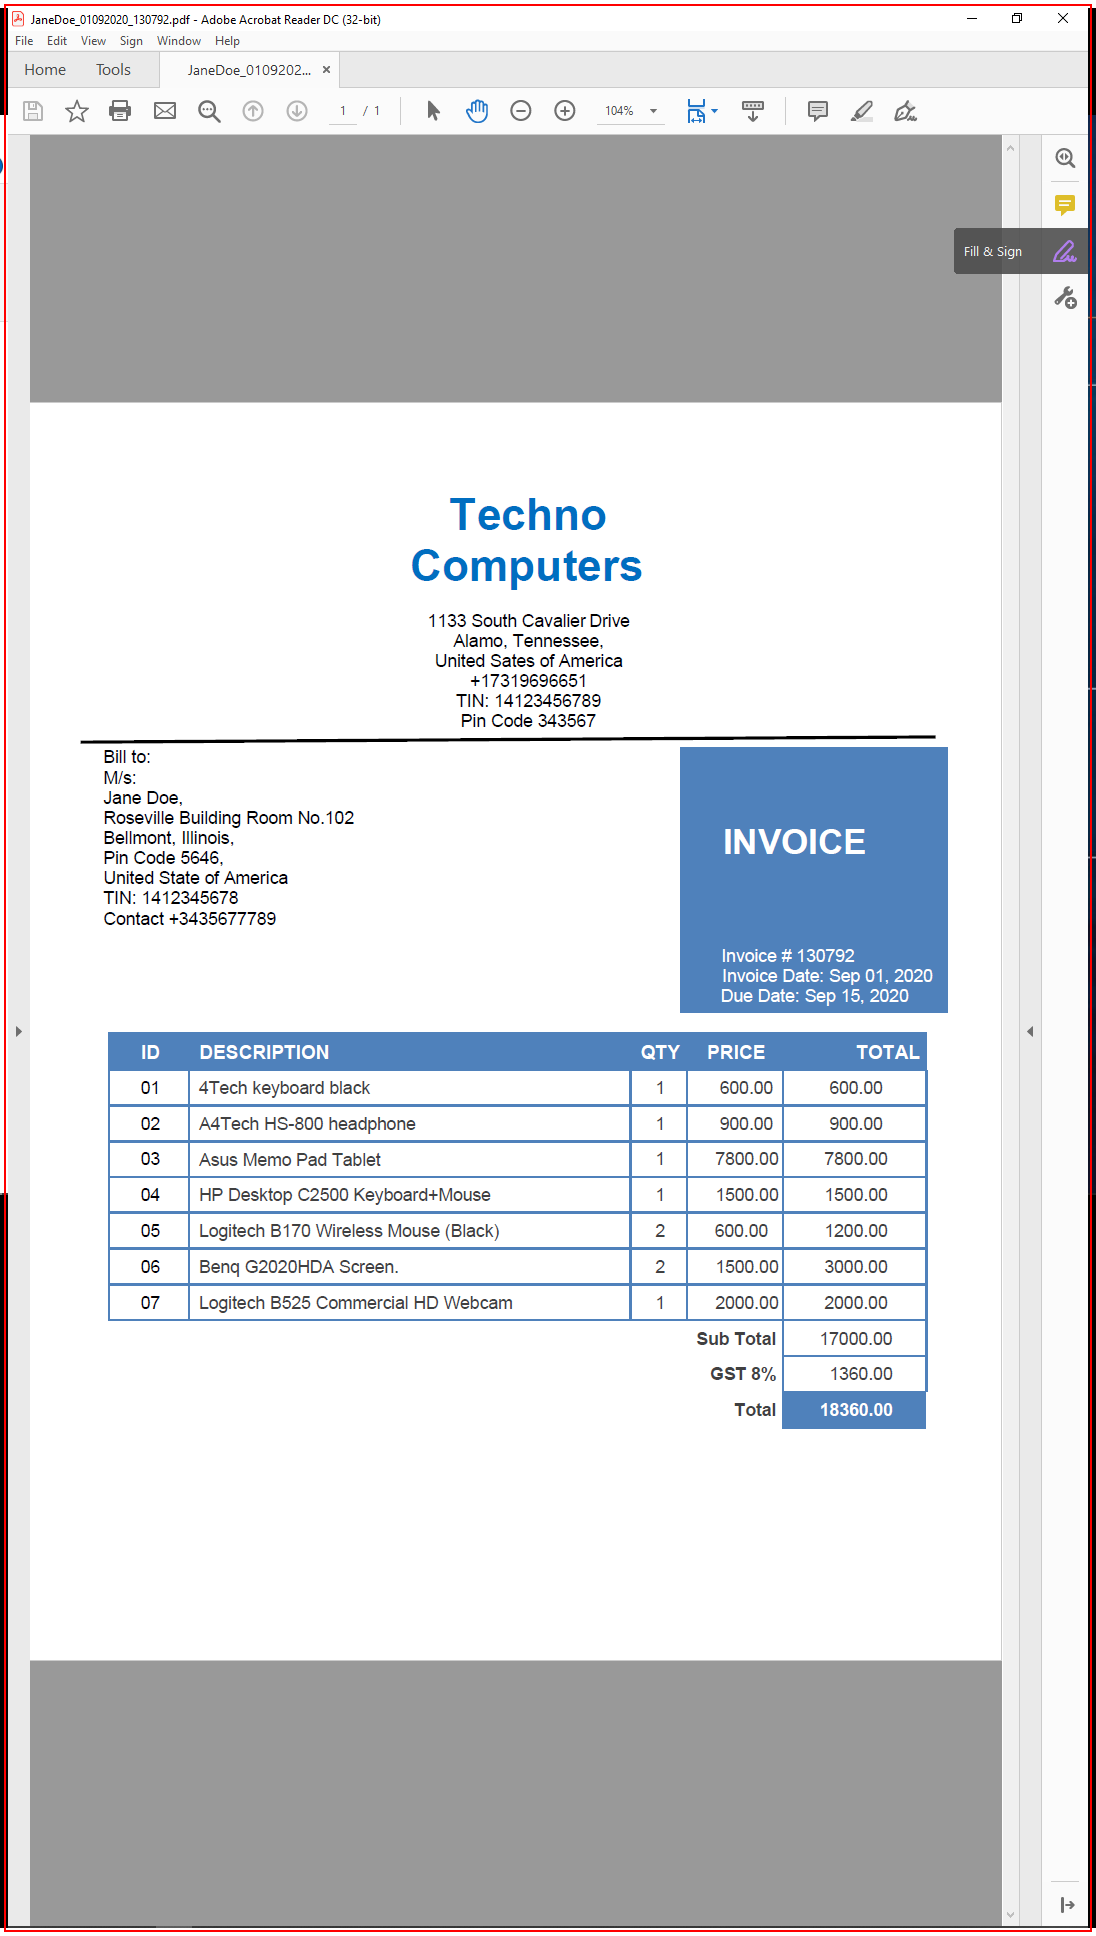 JaneDoe_01092020_130792.pdf - Adobe Acrobat Reader DC (32-bit)
File Edit View Sign Window Help
Home Tools JaneDoe_0109202... ×
1 / 1 104%
Fill & Sign
Techno
Computers
1133 South Cavalier Drive
Alamo, Tennessee,
United Sates of America
+17319696651
TIN: 14123456789
Pin Code 343567
Bill to:
M/s:
Jane Doe,
Roseville Building Room No.102
Bellmont, Illinois,
Pin Code 5646,
United State of America
TIN: 1412345678
Contact +3435677789
INVOICE
Invoice # 130792
Invoice Date: Sep 01, 2020
Due Date: Sep 15, 2020
ID DESCRIPTION QTY PRICE TOTAL
01 4Tech keyboard black 1 600.00 600.00
02 A4Tech HS-800 headphone 1 900.00 900.00
03 Asus Memo Pad Tablet 1 7800.00 7800.00
04 HP Desktop C2500 Keyboard+Mouse 1 1500.00 1500.00
05 Logitech B170 Wireless Mouse (Black) 2 600.00 1200.00
06 Benq G2020HDA Screen. 2 1500.00 3000.00
07 Logitech B525 Commercial HD Webcam 1 2000.00 2000.00
Sub Total 17000.00
GST 8% 1360.00
Total 18360.00